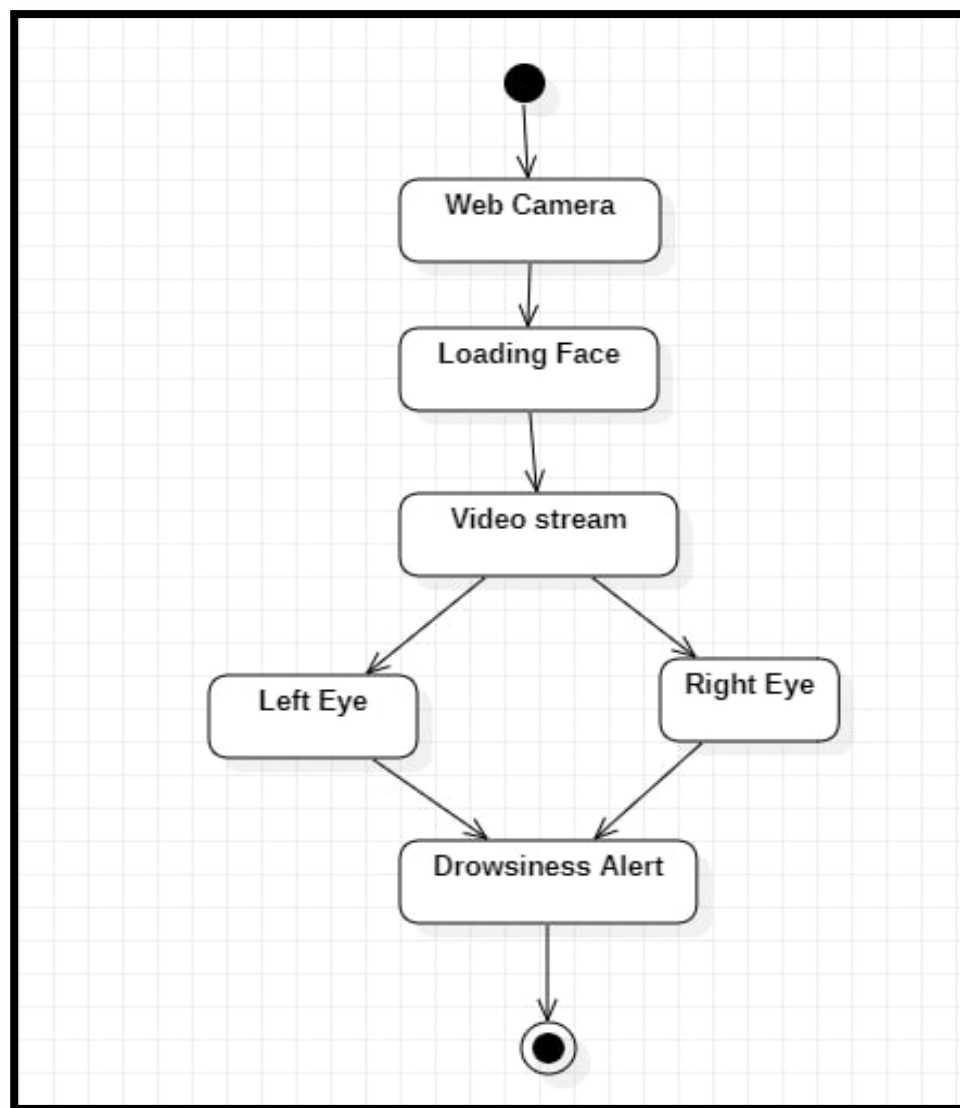 Web Camera
Loading Face
Video stream
Left Eye
Right Eye
Drowsiness Alert